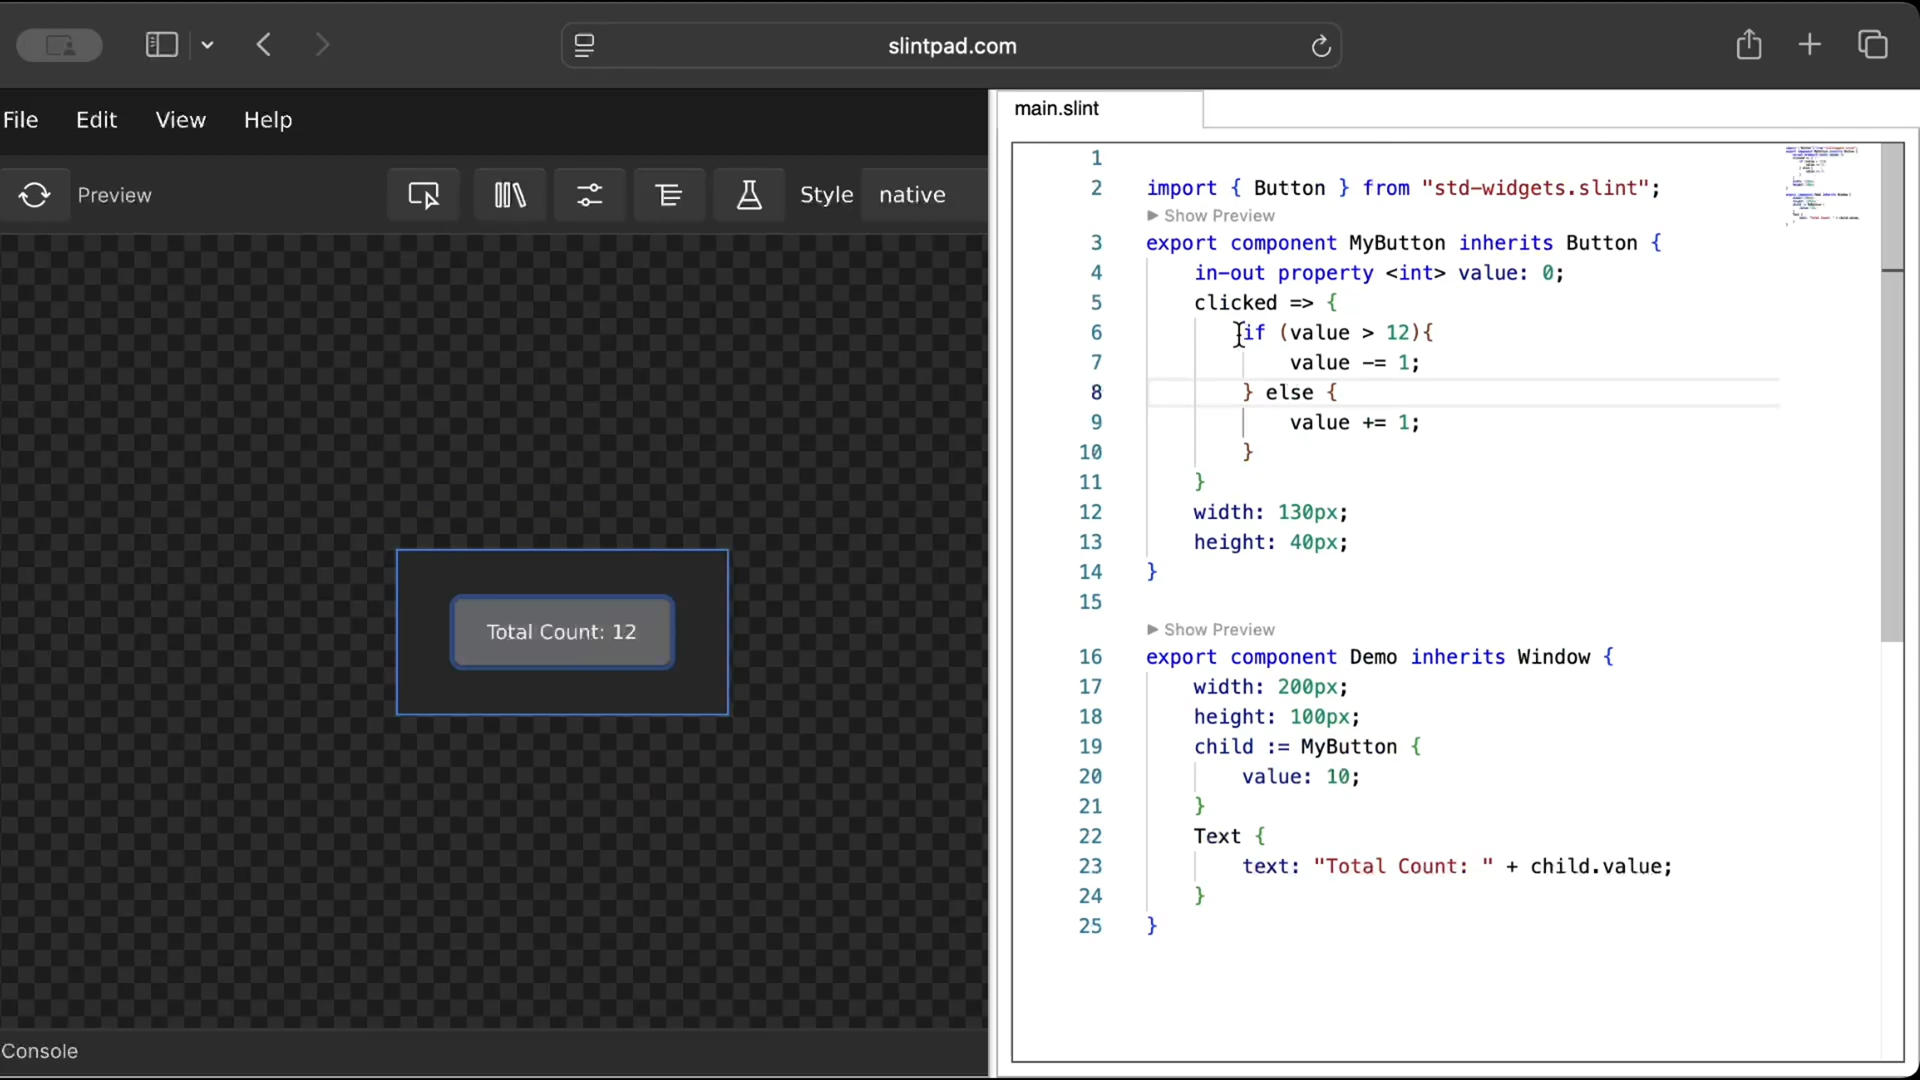 slintpad.com
File Edit View Help
Preview
Style native
Total Count: 12
Console
main.slint
1
2 import { Button } from "std-widgets.slint";
▶ Show Preview
3 export component MyButton inherits Button {
4 in-out property <int> value: 0;
5 clicked => {
6 if (value > 12){
7 value -= 1;
8 } else {
9 value += 1;
10 }
11 }
12 width: 130px;
13 height: 40px;
14 }
15
▶ Show Preview
16 export component Demo inherits Window {
17 width: 200px;
18 height: 100px;
19 child := MyButton {
20 value: 10;
21 }
22 Text {
23 text: "Total Count: " + child.value;
24 }
25 }